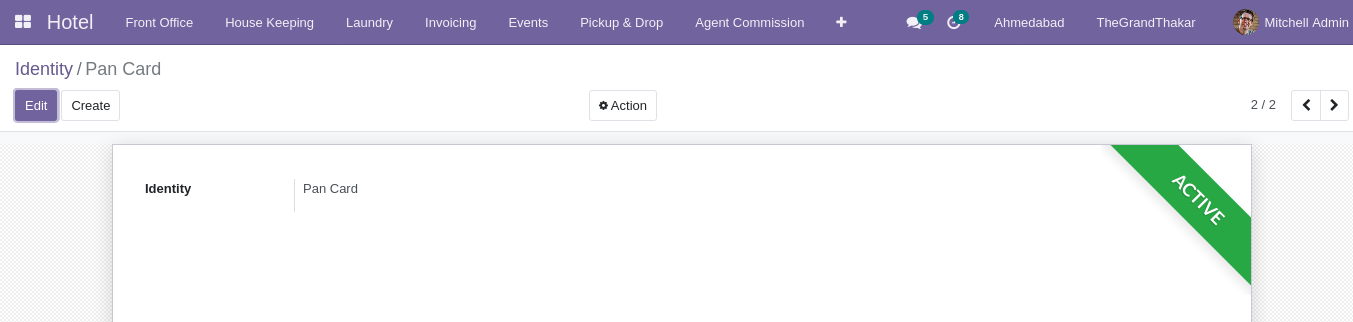 Hotel Front Office House Keeping Laundry Invoicing Events Pickup & Drop Agent Commission 5 8 Ahmedabad TheGrandThakar Mitchell Admin
Identity / Pan Card
Edit Create Action 2 / 2
ACTIVE
Identity Pan Card